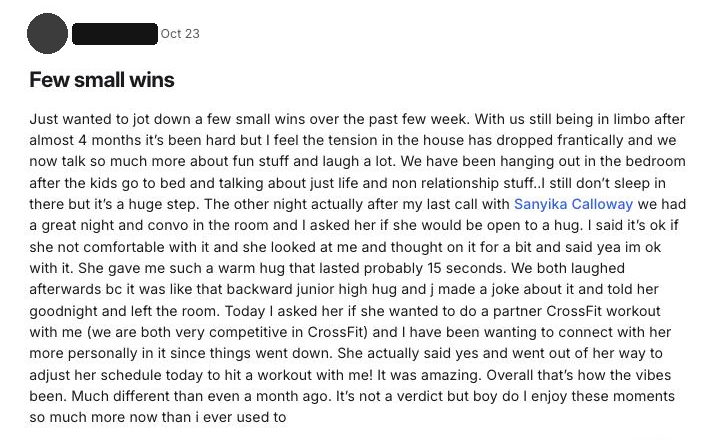 Oct 23
Few small wins
Just wanted to jot down a few small wins over the past few week. With us still being in limbo after
almost 4 months it’s been hard but I feel the tension in the house has dropped frantically and we
now talk so much more about fun stuff and laugh a lot. We have been hanging out in the bedroom
after the kids go to bed and talking about just life and non relationship stuff..I still don’t sleep in
there but it’s a huge step. The other night actually after my last call with Sanyika Calloway we had
a great night and convo in the room and I asked her if she would be open to a hug. I said it’s ok if
she not comfortable with it and she looked at me and thought on it for a bit and said yea im ok
with it. She gave me such a warm hug that lasted probably 15 seconds. We both laughed
afterwards bc it was like that backward junior high hug and j made a joke about it and told her
goodnight and left the room. Today I asked her if she wanted to do a partner CrossFit workout
with me (we are both very competitive in CrossFit) and I have been wanting to connect with her
more personally in it since things went down. She actually said yes and went out of her way to
adjust her schedule today to hit a workout with me! It was amazing. Overall that’s how the vibes
been. Much different than even a month ago. It’s not a verdict but boy do I enjoy these moments
so much more now than i ever used to